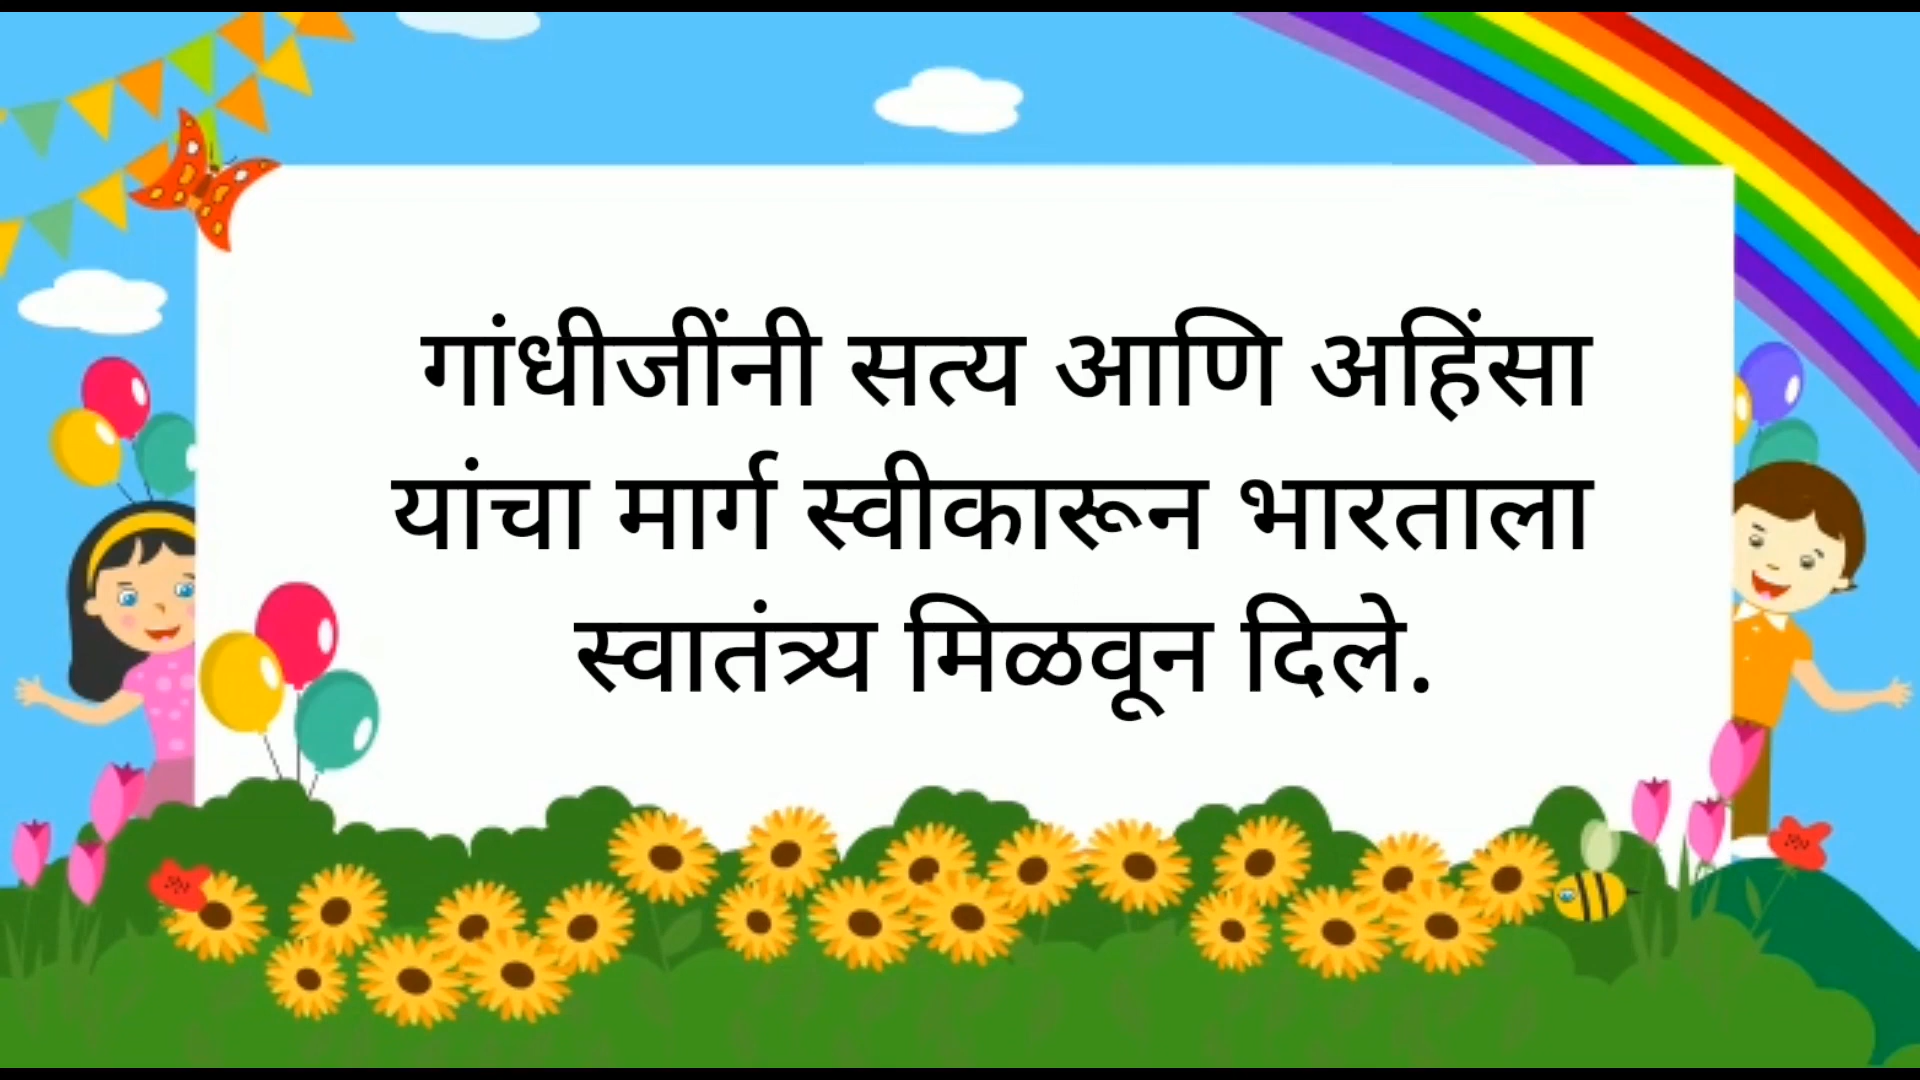 गांधीजींनी सत्य आणि अहिंसा
यांचा मार्ग स्वीकारून भारताला
स्वातंत्र्य मिळवून दिले.